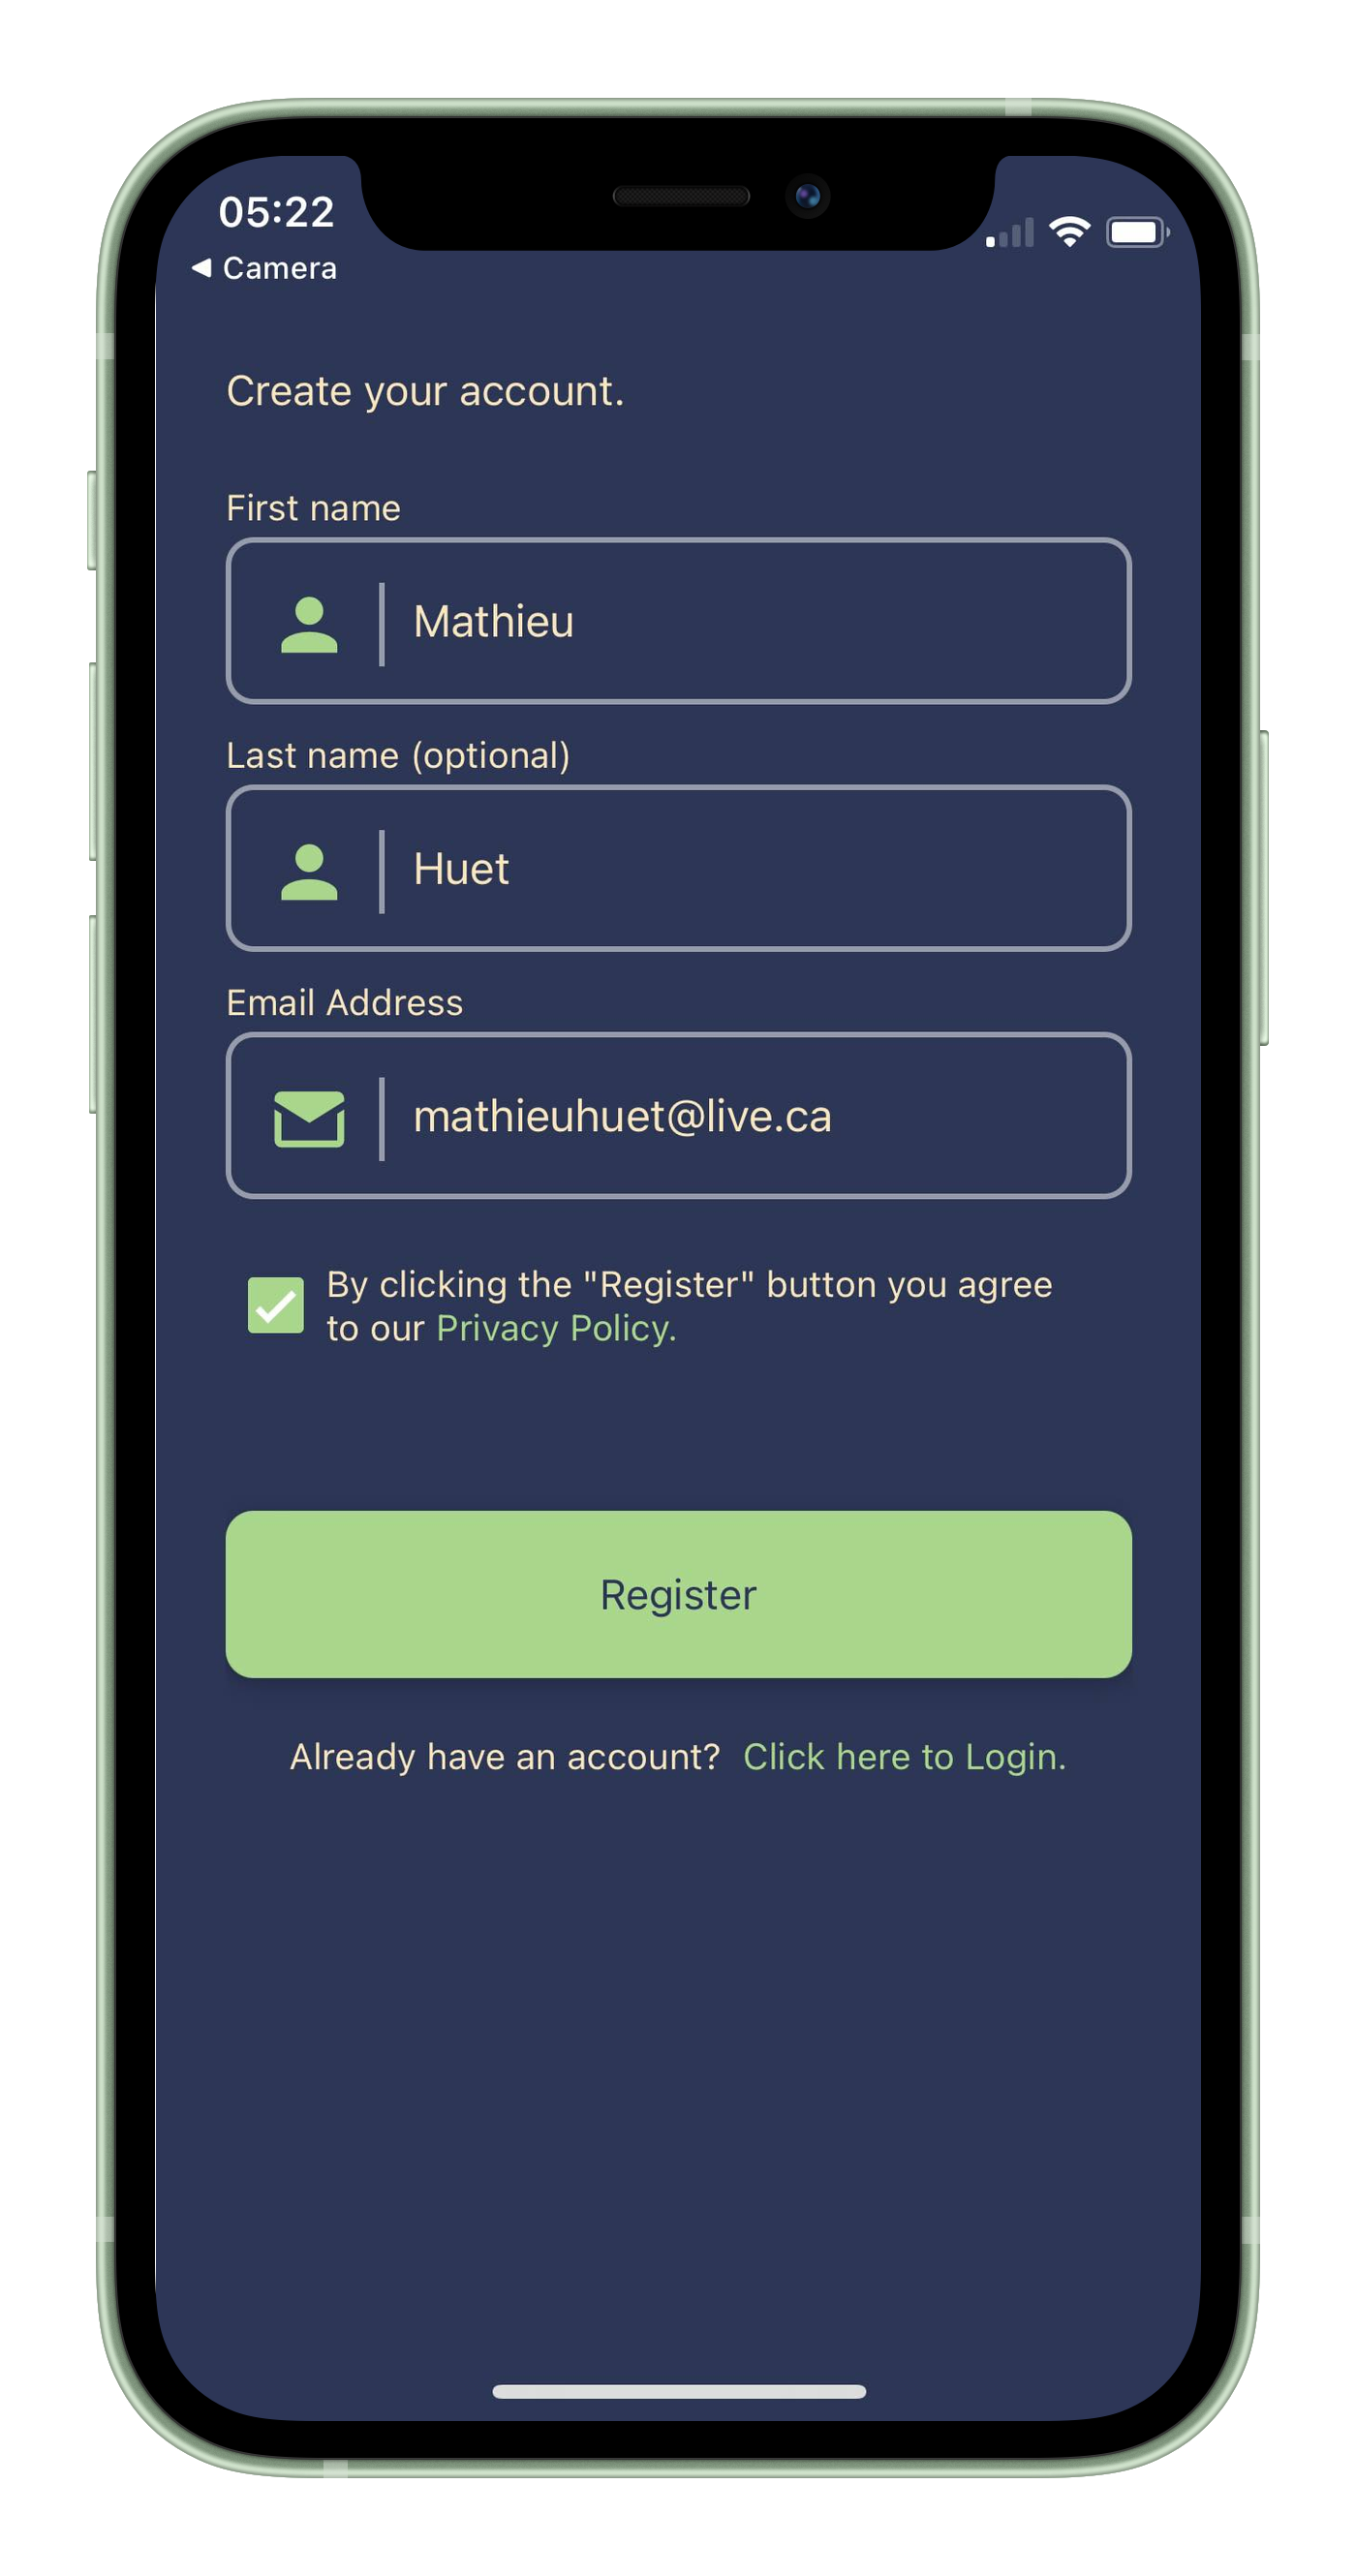 05:22
◀ Camera
Create your account.
First name
Mathieu
Last name (optional)
Huet
Email Address
mathieuhuet@live.ca
By clicking the "Register" button you agree
to our Privacy Policy.
Register
Already have an account? Click here to Login.